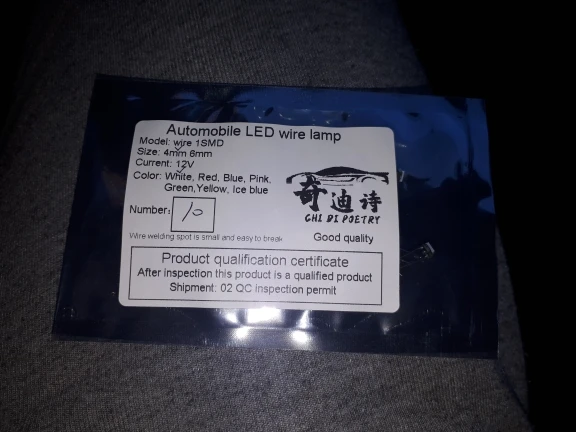 Automobile LED wire lamp
Model: wire 1SMD
Size: 4mm 6mm
Current: 12V
Color: White, Red, Blue, Pink,
Green,Yellow, Ice blue
Number: 10
奇迪诗
CHI DI POETRY
Wire welding spot is small and easy to break
Good quality
Product qualification certificate
After inspection this product is a qualified product
Shipment: 02 QC inspection permit